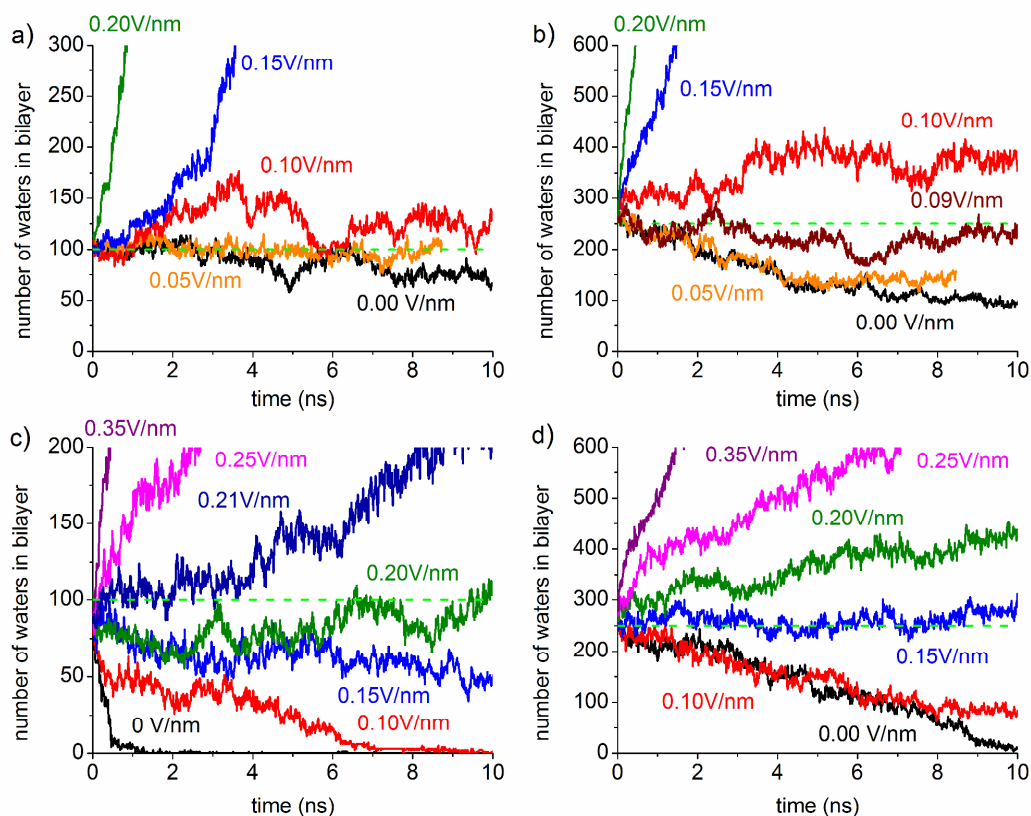 a)
0.20V/nm
0.15V/nm
0.10V/nm
0.05V/nm
0.00 V/nm
number of waters in bilayer
300
250
200
150
100
50
0
0 2 4 6 8 10
time (ns)
b)
0.20V/nm
0.15V/nm
0.10V/nm
0.09V/nm
0.05V/nm
0.00 V/nm
number of waters in bilayer
600
500
400
300
200
100
0
0 2 4 6 8 10
time (ns)
c)
0.35V/nm
0.25V/nm
0.21V/nm
0.20V/nm
0.15V/nm
0 V/nm
0.10V/nm
number of waters in bilayer
200
150
100
50
0
0 2 4 6 8 10
time (ns)
d)
0.35V/nm
0.25V/nm
0.20V/nm
0.15V/nm
0.10V/nm
0.00 V/nm
number of waters in bilayer
600
500
400
300
200
100
0
0 2 4 6 8 10
time (ns)